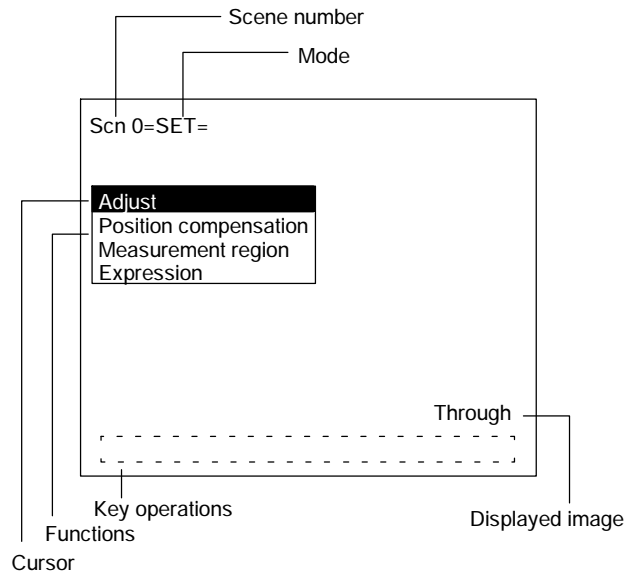 Scene number
Mode
Scn 0=SET=
Adjust
Position compensation
Measurement region
Expression
Through
Key operations
Displayed image
Functions
Cursor